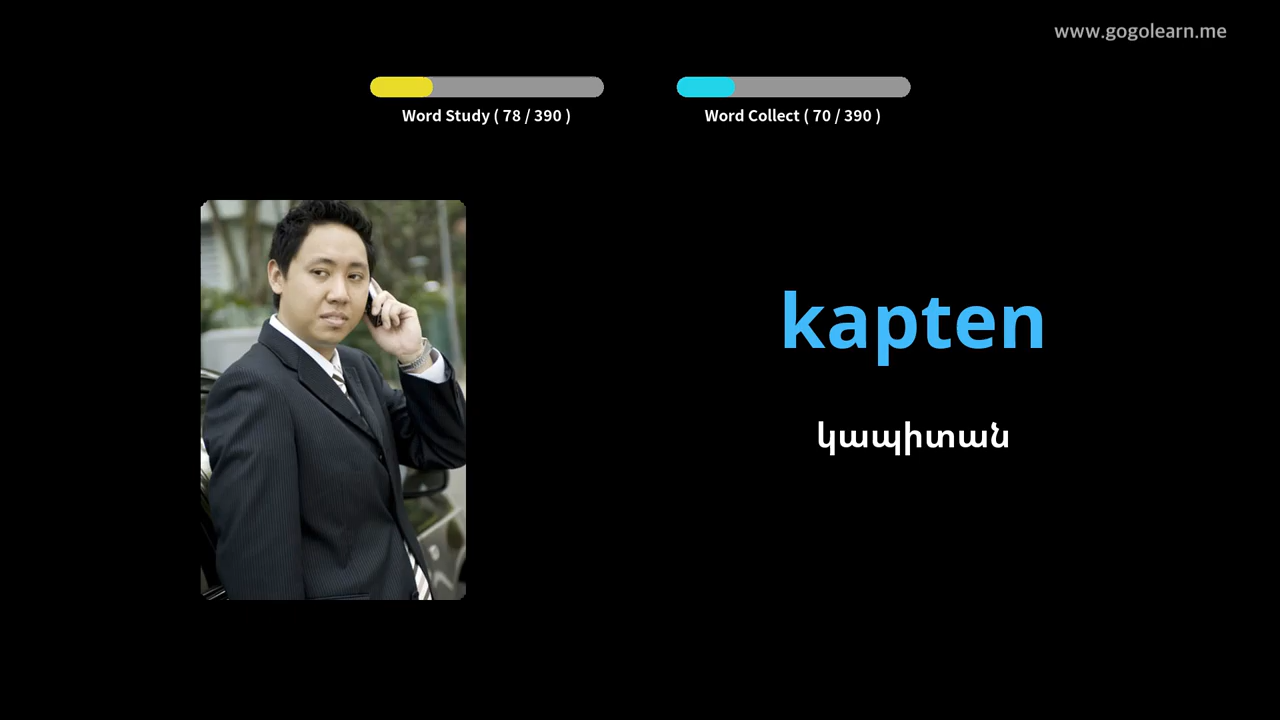 www.gogolearn.me
Word Study ( 78 / 390 )
Word Collect ( 70 / 390 )
kapten
կապիտան